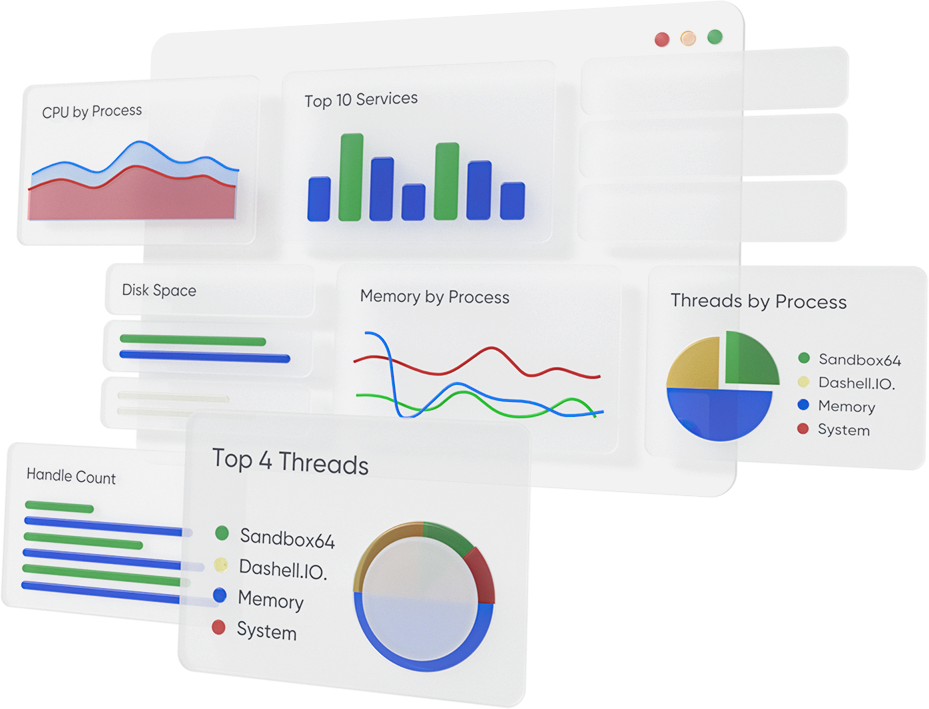 CPU by Process
Top 10 Services
Disk Space
Memory by Process
Threads by Process
Sandbox64
Dashell.IO.
Memory
System
Handle Count
Top 4 Threads
Sandbox64
Dashell.IO.
Memory
System